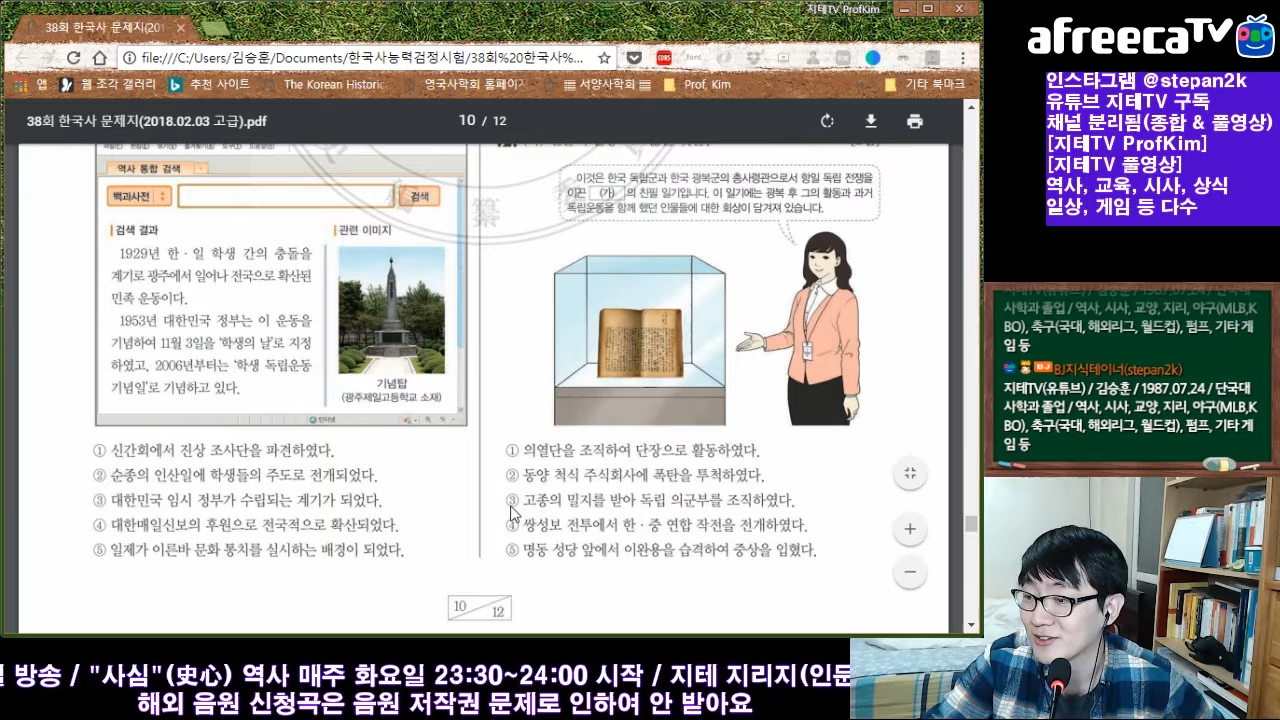 지테TV ProfKim
38회 한국사 문제지(201
file:///C:/Users/김승훈/Documents/한국사능력검정시험/38회%20한국사%...
앱 웹 조각 갤러리 추천 사이트 The Korean Historic 영국사학회 홈페이지 서양사학회 Prof. Kim 기타 북마크
38회 한국사 문제지(2018.02.03 고급).pdf
10 / 12
역사 통합 검색
백과사전 검색
검색 결과
1929년 한·일 학생 간의 충돌을
계기로 광주에서 일어나 전국으로 확산된
민족 운동이다.
1953년 대한민국 정부는 이 운동을
기념하여 11월 3일을 '학생의 날'로 지정
하였고, 2006년부터는 '학생 독립운동
기념일'로 기념하고 있다.
관련 이미지
기념탑
(광주제일고등학교 소재)
인터넷
① 신간회에서 진상 조사단을 파견하였다.
② 순종의 인산일에 학생들의 주도로 전개되었다.
③ 대한민국 임시 정부가 수립되는 계기가 되었다.
④ 대한매일신보의 후원으로 전국적으로 확산되었다.
⑤ 일제가 이른바 문화 통치를 실시하는 배경이 되었다.
이것은 한국 독립군과 한국 광복군의 총사령관으로서 항일 독립 전쟁을
이끈 (가) 의 친필 일기입니다. 이 일기에는 광복 후 그의 활동과 과거
독립운동을 함께 했던 인물들에 대한 회상이 담겨져 있습니다.
① 의열단을 조직하여 단장으로 활동하였다.
② 동양 척식 주식회사에 폭탄을 투척하였다.
③ 고종의 밀지를 받아 독립 의군부를 조직하였다.
④ 쌍성보 전투에서 한·중 연합 작전을 전개하였다.
⑤ 명동 성당 앞에서 이완용을 습격하여 중상을 입혔다.
10 12
afreecaTV
인스타그램 @stepan2k
유튜브 지테TV 구독
채널 분리됨(종합 & 풀영상)
[지테TV ProfKim]
[지테TV 풀영상]
역사, 교육, 시사, 상식
일상, 게임 등 다수
지테TV(유튜브) / 김승훈 / 1987.07.24 / 단국대
사학과 졸업 / 역사, 시사, 교양, 지리, 야구(MLB,K
BO), 축구(국대, 해외리그, 월드컵), 펌프, 기타 게
임 등
BJ지식테이너(stepan2k)
지테TV(유튜브) / 김승훈 / 1987.07.24 / 단국대
사학과 졸업 / 역사, 시사, 교양, 지리, 야구(MLB,K
BO), 축구(국대, 해외리그, 월드컵), 펌프, 기타 게
임 등
방송 / "사실"(史心) 역사 매주 화요일 23:30~24:00 시작 / 지테 지리지(인문
해외 음원 신청곡은 음원 저작권 문제로 인하여 안 받아요